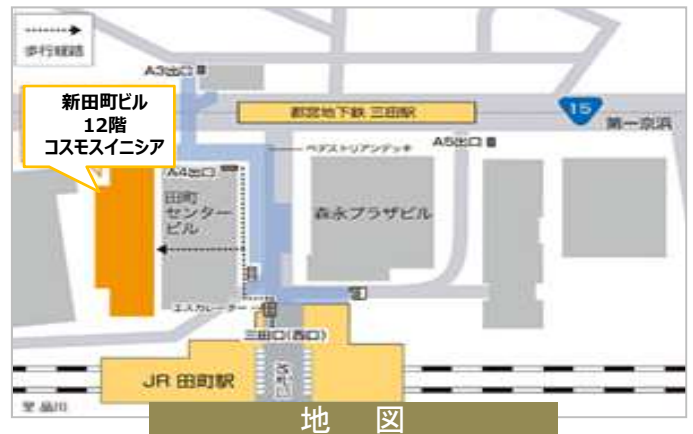 歩行経路
A3出口
新田町ビル
12階
コスモスイニシア
都営地下鉄 三田駅
15
第一京浜
ペデストリアンデッキ
A5出口
A4出口
田町
センター
ビル
森永プラザビル
エスカレーター
三田口(西口)
JR 田町駅
至 品川
地 図